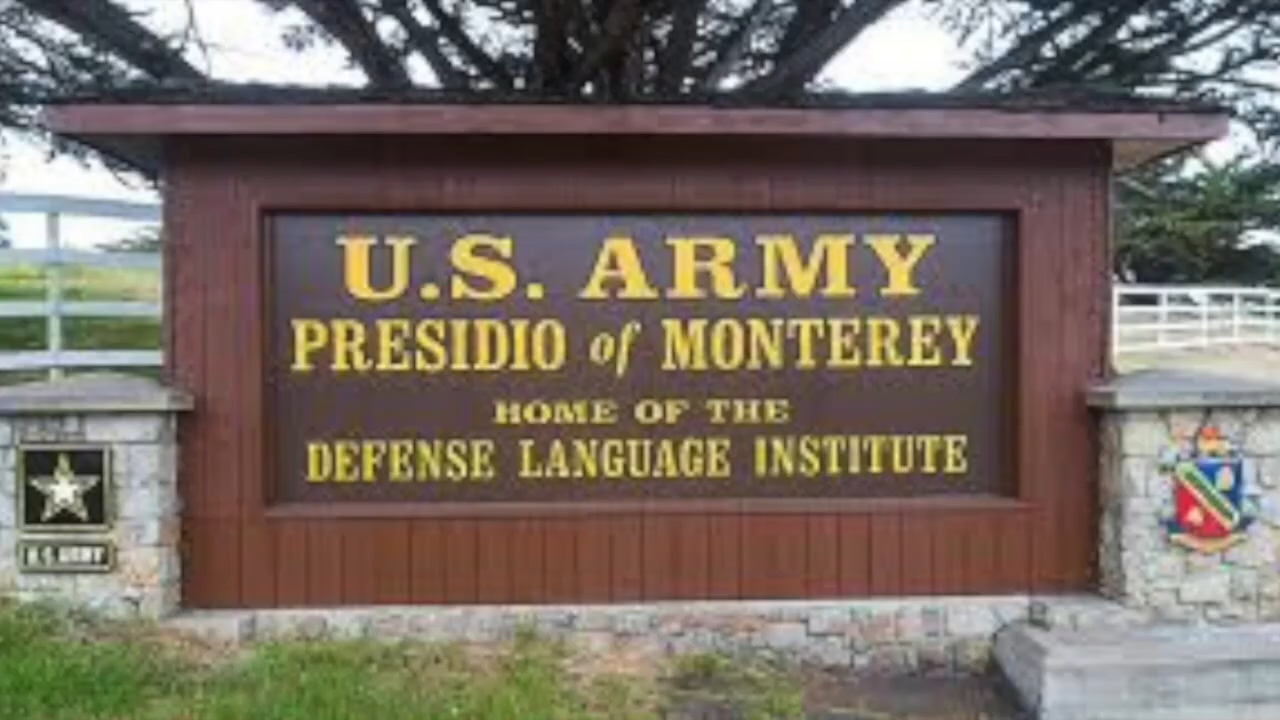 U.S. ARMY
PRESIDIO of MONTEREY
HOME OF THE
DEFENSE LANGUAGE INSTITUTE
U.S. ARMY